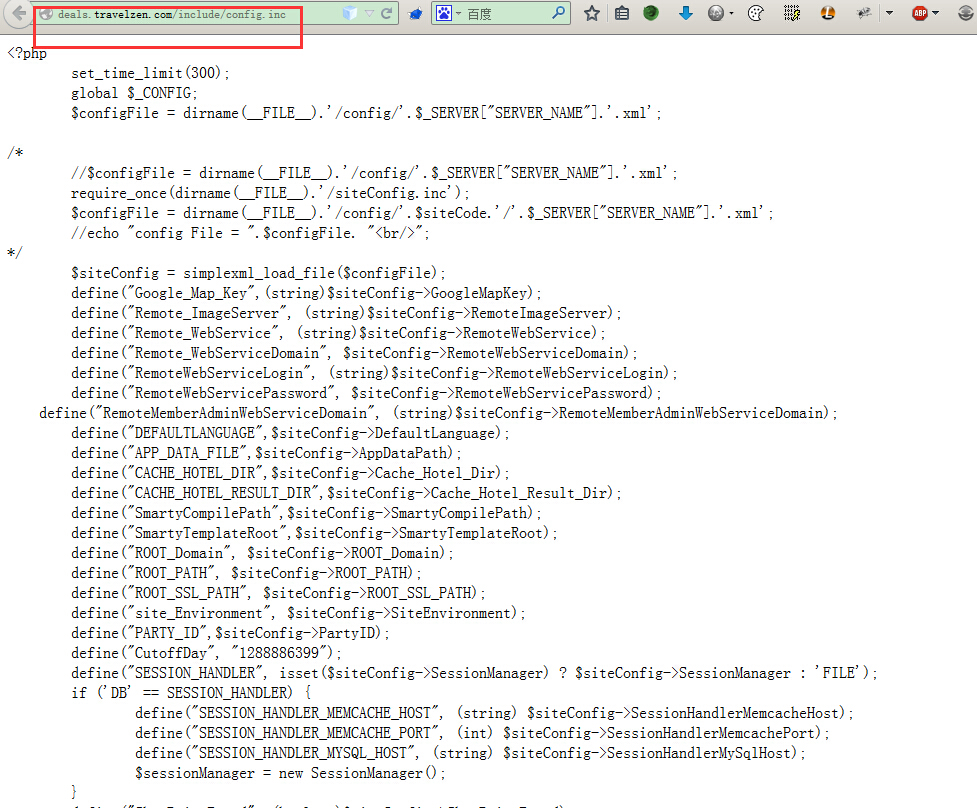 deals.travelzen.com/include/config.inc
百度
ABP
<?php
set_time_limit(300);
global $_CONFIG;
$configFile = dirname(__FILE__).'/config/'.$_SERVER["SERVER_NAME"].'.xml';
/*
//$configFile = dirname(__FILE__).'/config/'.$_SERVER["SERVER_NAME"].'.xml';
require_once(dirname(__FILE__).'/siteConfig.inc');
$configFile = dirname(__FILE__).'/config/'.$siteCode.'/'.$_SERVER["SERVER_NAME"].'.xml';
//echo "config File = ".$configFile. "<br/>";
*/
$siteConfig = simplexml_load_file($configFile);
define("Google_Map_Key",(string)$siteConfig->GoogleMapKey);
define("Remote_ImageServer", (string)$siteConfig->RemoteImageServer);
define("Remote_WebService", (string)$siteConfig->RemoteWebService);
define("Remote_WebServiceDomain", $siteConfig->RemoteWebServiceDomain);
define("RemoteWebServiceLogin", (string)$siteConfig->RemoteWebServiceLogin);
define("RemoteWebServicePassword", $siteConfig->RemoteWebServicePassword);
define("RemoteMemberAdminWebServiceDomain", (string)$siteConfig->RemoteMemberAdminWebServiceDomain);
define("DEFAULTLANGUAGE",$siteConfig->DefaultLanguage);
define("APP_DATA_FILE",$siteConfig->AppDataPath);
define("CACHE_HOTEL_DIR",$siteConfig->Cache_Hotel_Dir);
define("CACHE_HOTEL_RESULT_DIR",$siteConfig->Cache_Hotel_Result_Dir);
define("SmartyCompilePath",$siteConfig->SmartyCompilePath);
define("SmartyTemplateRoot",$siteConfig->SmartyTemplateRoot);
define("ROOT_Domain", $siteConfig->ROOT_Domain);
define("ROOT_PATH", $siteConfig->ROOT_PATH);
define("ROOT_SSL_PATH", $siteConfig->ROOT_SSL_PATH);
define("site_Environment", $siteConfig->SiteEnvironment);
define("PARTY_ID",$siteConfig->PartyID);
define("CutoffDay", "1288886399");
define("SESSION_HANDLER", isset($siteConfig->SessionManager) ? $siteConfig->SessionManager : 'FILE');
if ('DB' == SESSION_HANDLER) {
define("SESSION_HANDLER_MEMCACHE_HOST", (string) $siteConfig->SessionHandlerMemcacheHost);
define("SESSION_HANDLER_MEMCACHE_PORT", (int) $siteConfig->SessionHandlerMemcachePort);
define("SESSION_HANDLER_MYSQL_HOST", (string) $siteConfig->SessionHandlerMySqlHost);
$sessionManager = new SessionManager();
}